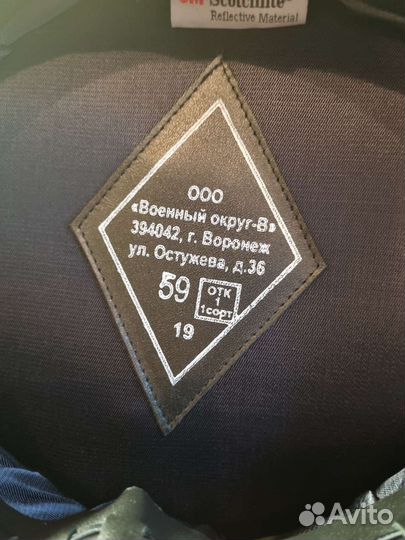 3M Scotchlite
Reflective Material
ООО
«Военный округ-В»
394042, г. Воронеж
ул. Остужева, д.36
59
ОТК
1
1сорт
19
Avito